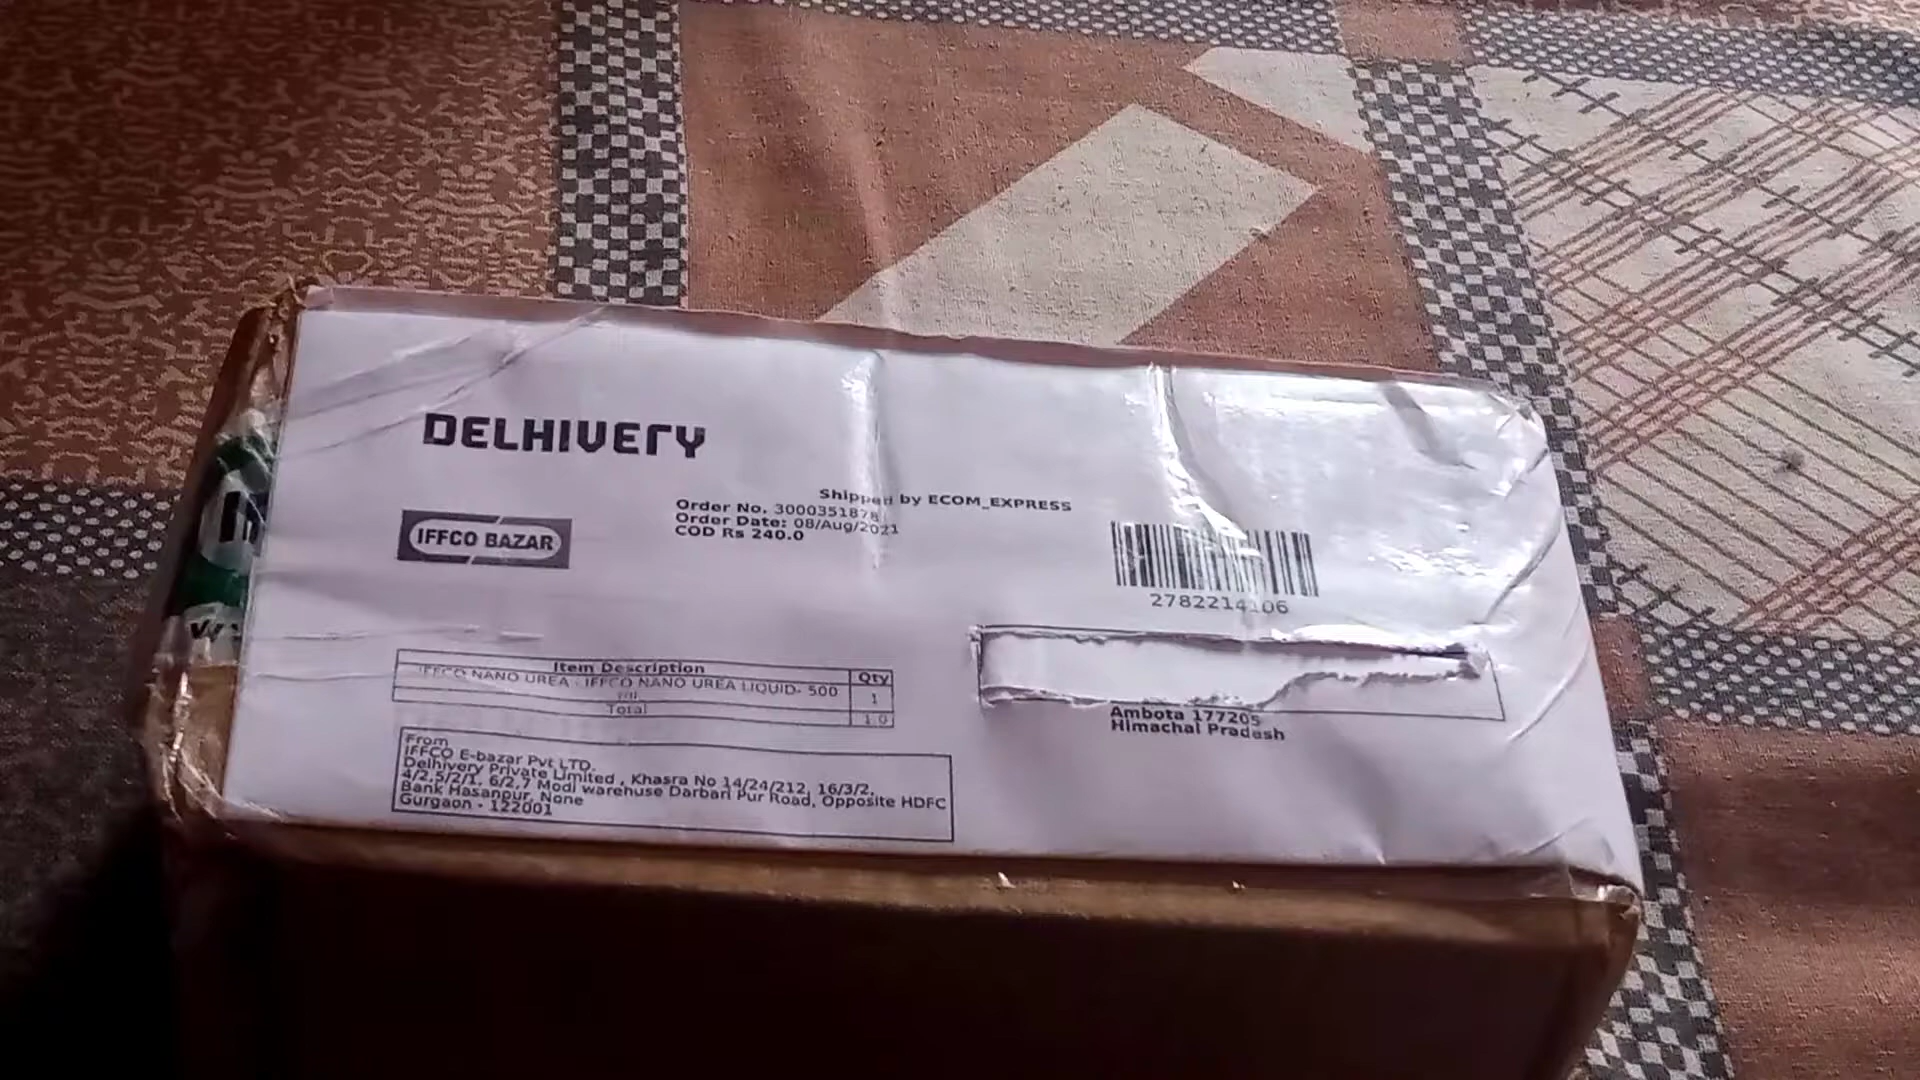 DELHIVERY
Shipped by ECOM_EXPRESS
Order No. 3000351878
Order Date: 08/Aug/2021
COD Rs 240.0
IFFCO BAZAR
2782214106
Item Description Qty
IFFCO NANO UREA - IFFCO NANO UREA LIQUID- 500 1
ml
Total 1.0
Ambota 177205
Himachal Pradesh
From
IFFCO E-bazar Pvt LTD.
Delhivery Private Limited , Khasra No 14/24/212, 16/3/2,
4/2,5/2/1, 6/2,7 Modi warehuse Darbari Pur Road, Opposite HDFC
Bank Hasanpur, None
Gurgaon - 122001